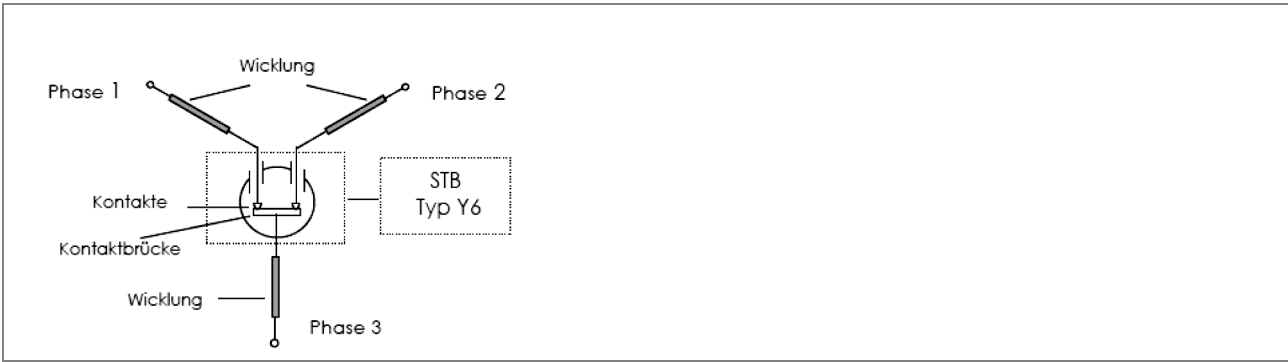 Wicklung
Phase 1
Phase 2
STB
Typ Y6
Kontakte
Kontaktbrücke
Wicklung
Phase 3